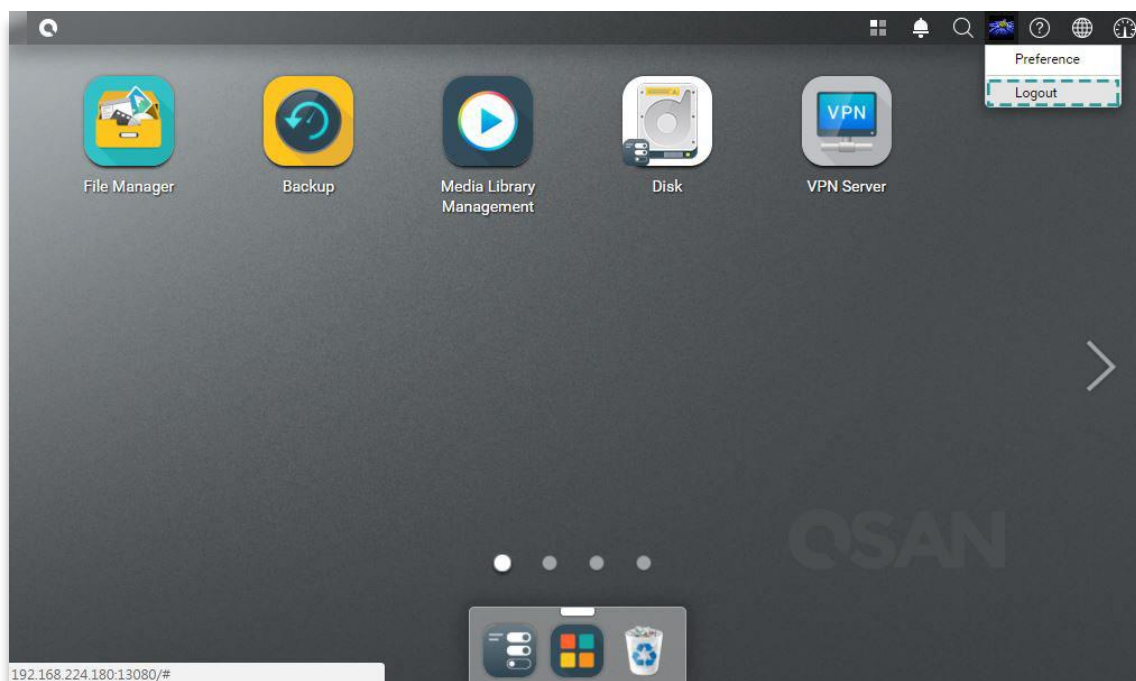 Preference
Logout
VPN
File Manager
Backup
Media Library
Management
Disk
VPN Server
QSAN
192.168.224.180:13080/#